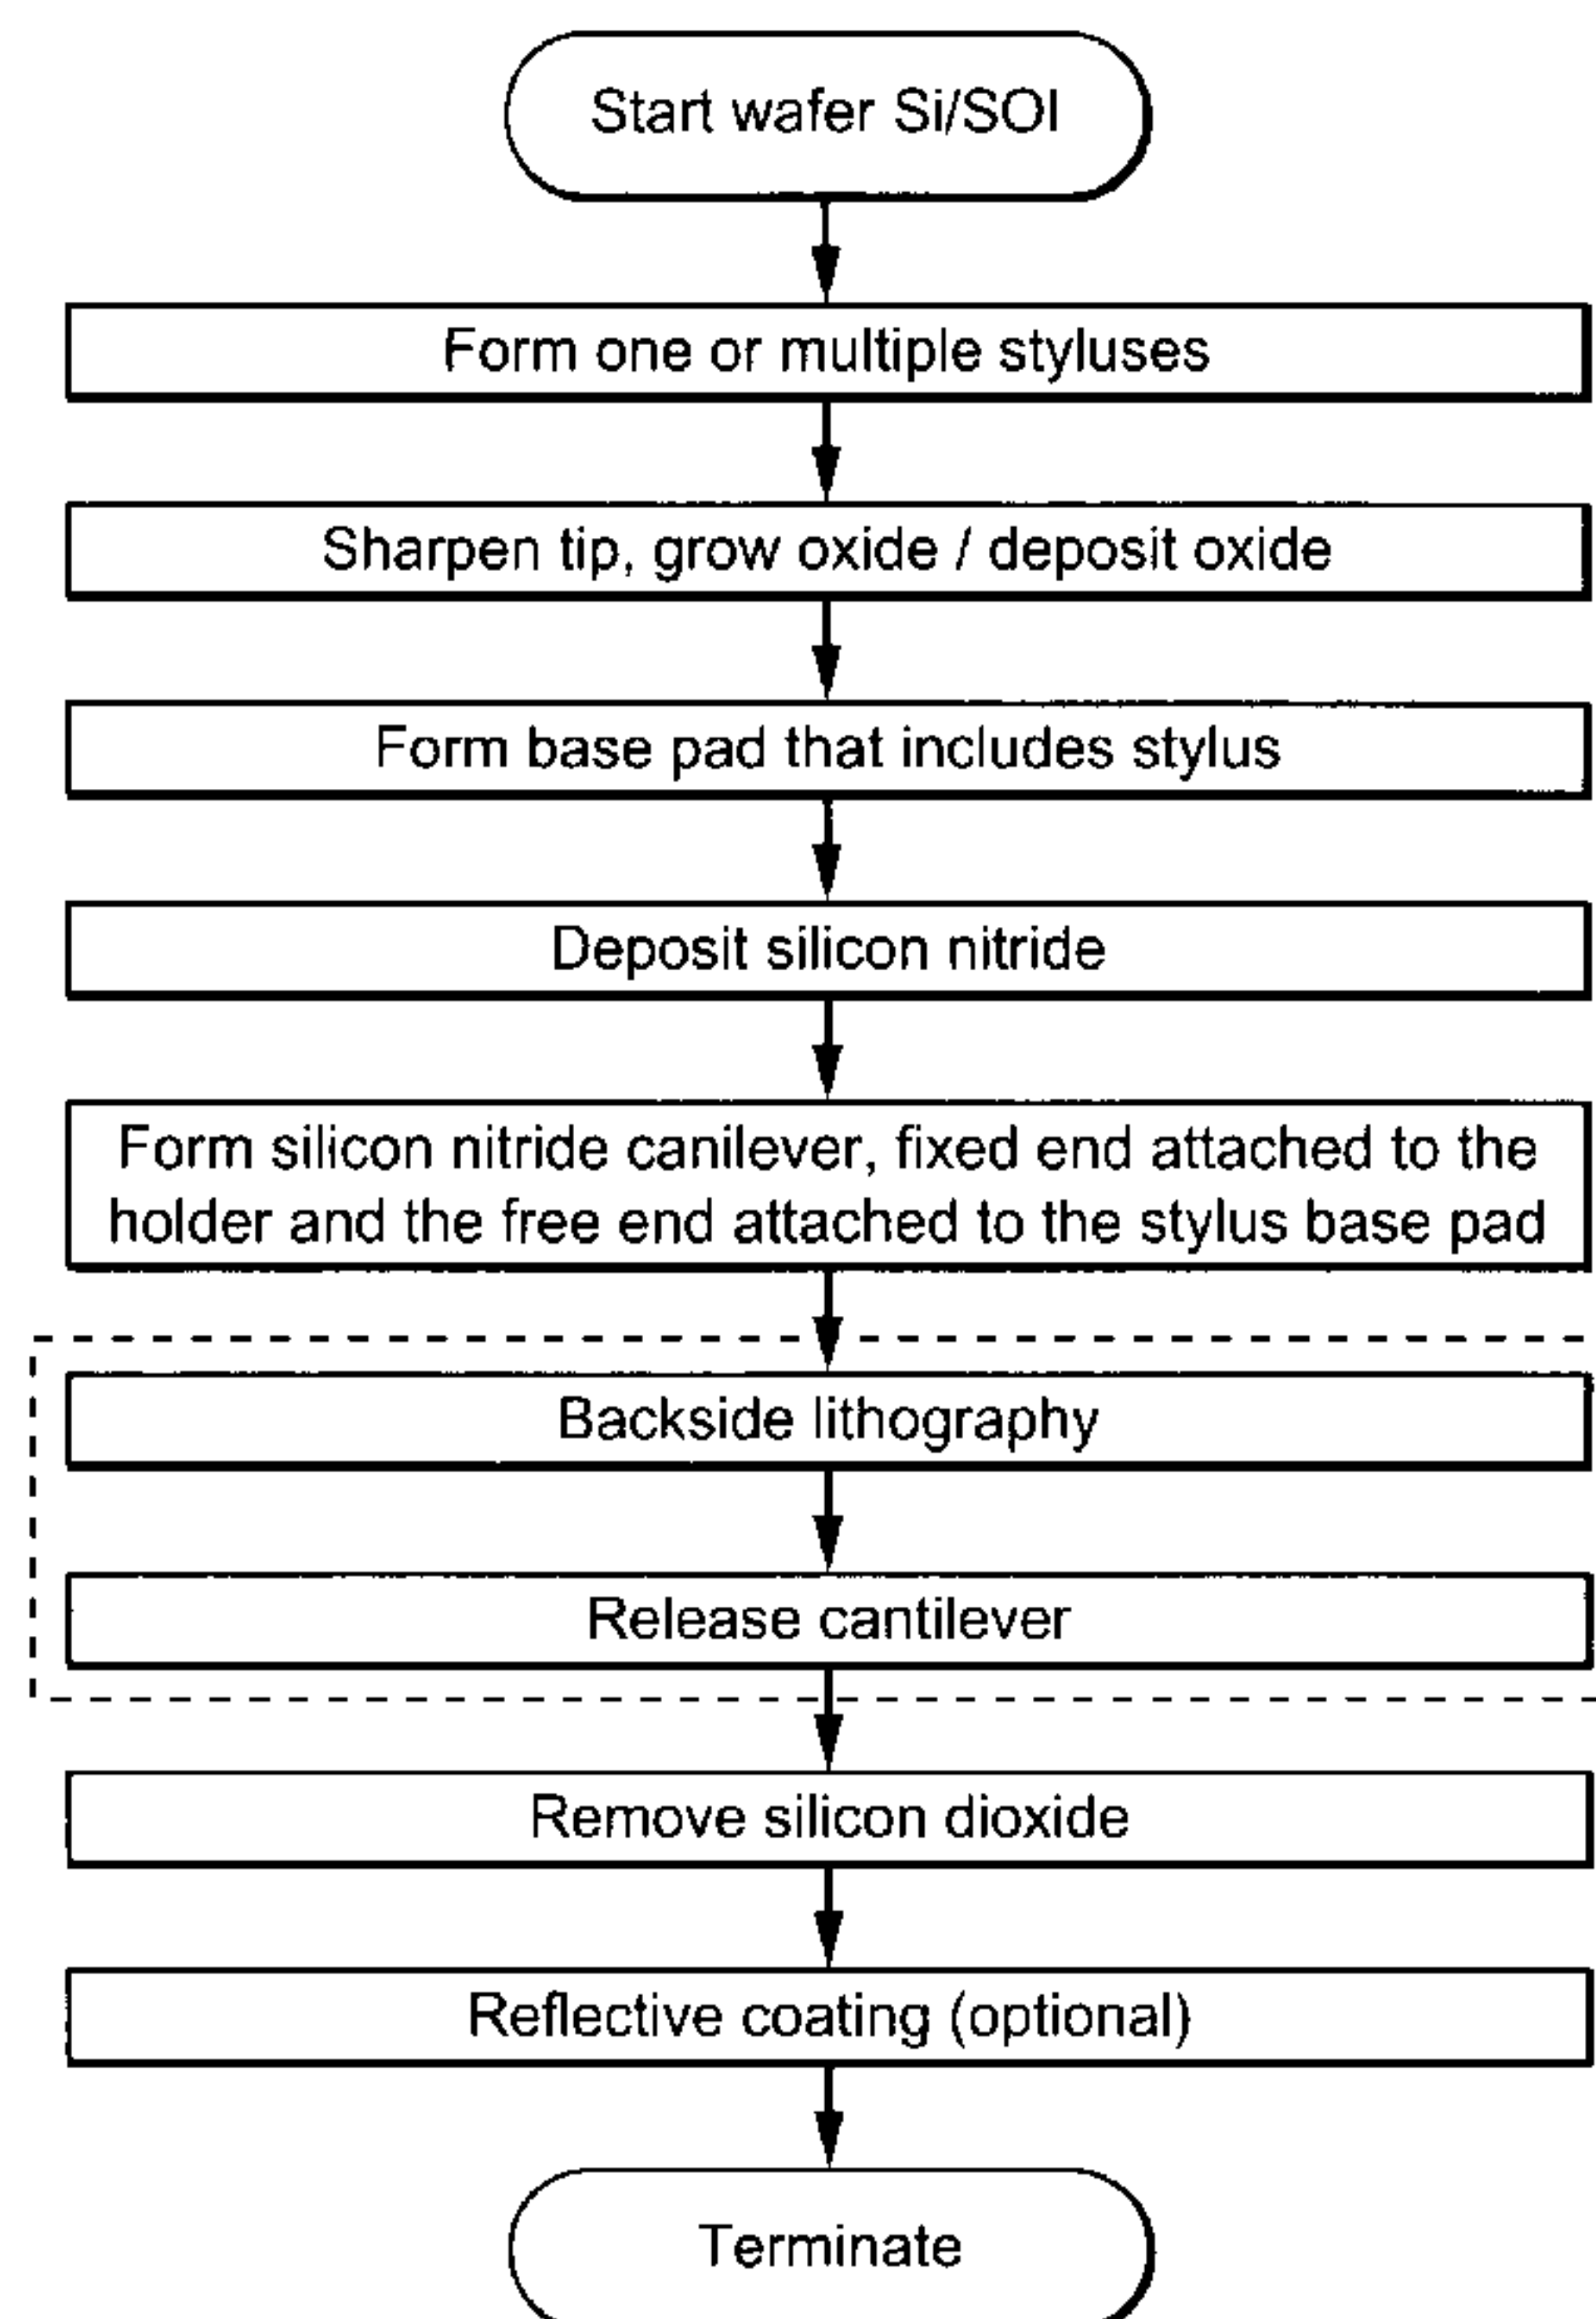 Start wafer Si/SOI
Form one or multiple styluses
Sharpen tip, grow oxide / deposit oxide
Form base pad that includes stylus
Deposit silicon nitride
Form silicon nitride canilever, fixed end attached to the
holder and the free end attached to the stylus base pad
Backside lithography
Release cantilever
Remove silicon dioxide
Reflective coating (optional)
Terminate